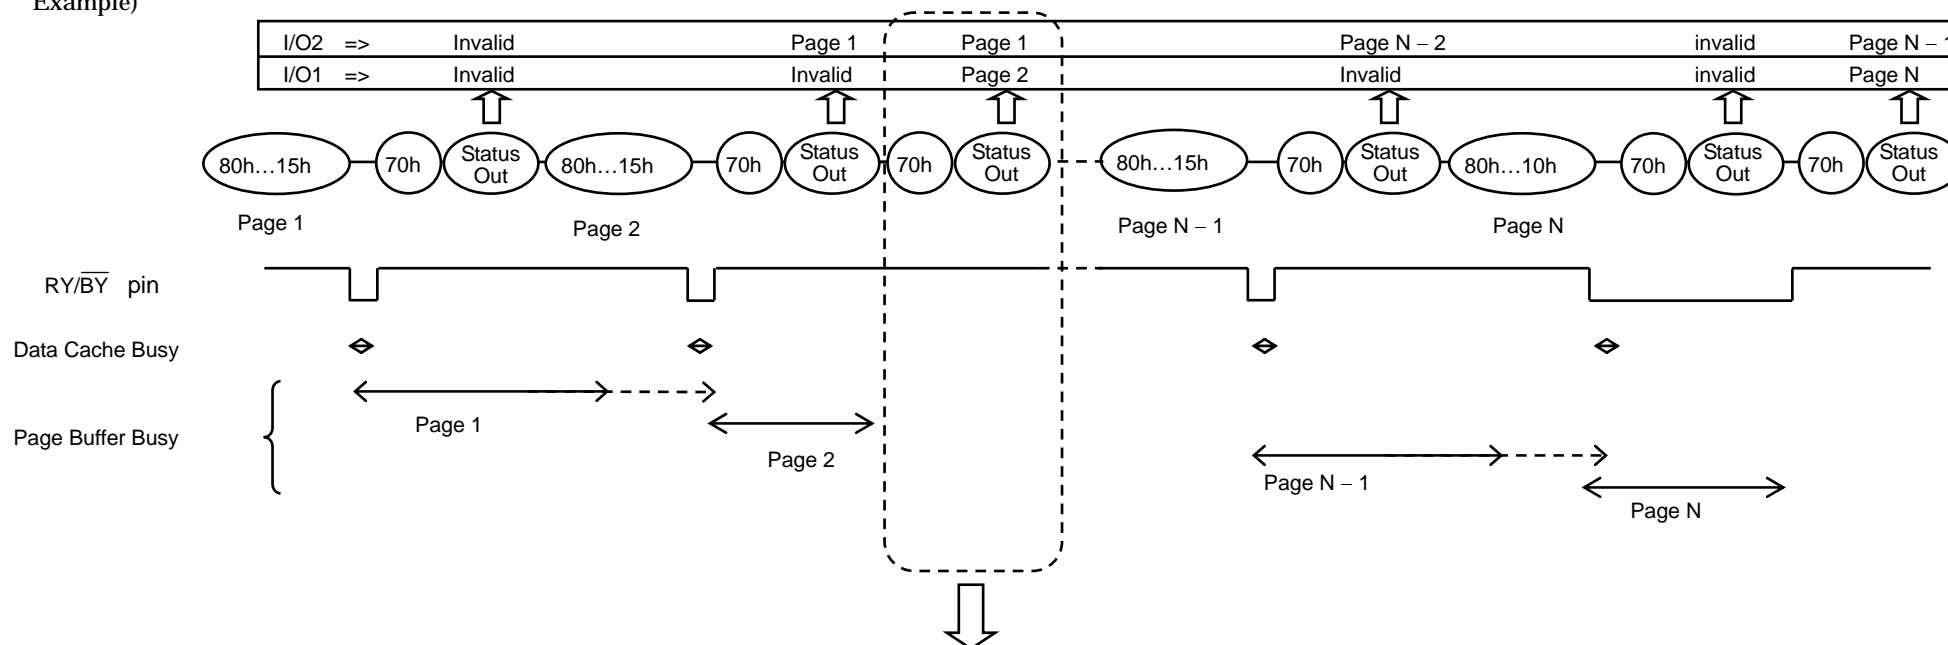 Example)
I/O2 => Invalid Page 1 Page 1 Page N – 2 invalid Page N – 1
I/O1 => Invalid Invalid Page 2 Invalid invalid Page N
80h...15h 70h Status Out 80h...15h 70h Status Out 70h Status Out 80h...15h 70h Status Out 80h...10h 70h Status Out 70h Status Out
Page 1 Page 2 Page N – 1 Page N
RY/BY pin
Data Cache Busy
Page 1
Page Buffer Busy
Page 2
Page N – 1
Page N